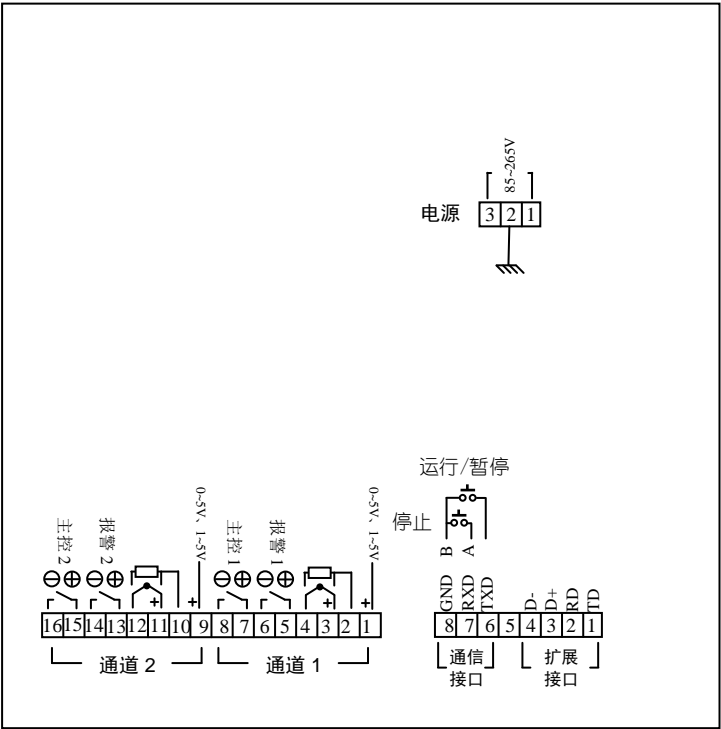 85~265V
电源
3 2 1
运行/暂停
停止
B A
主控 2
报警 2
0~5V、1~5V
主控 1
报警 1
0~5V、1~5V
⊖ ⊕ ⊖ ⊕ ⊖ ⊕ ⊖ ⊕
+ + + +
GND RXD TXD D- D+ RD TD
16 15 14 13 12 11 10 9 8 7 6 5 4 3 2 1
8 7 6 5 4 3 2 1
通道 2
通道 1
通信
接口
扩展
接口